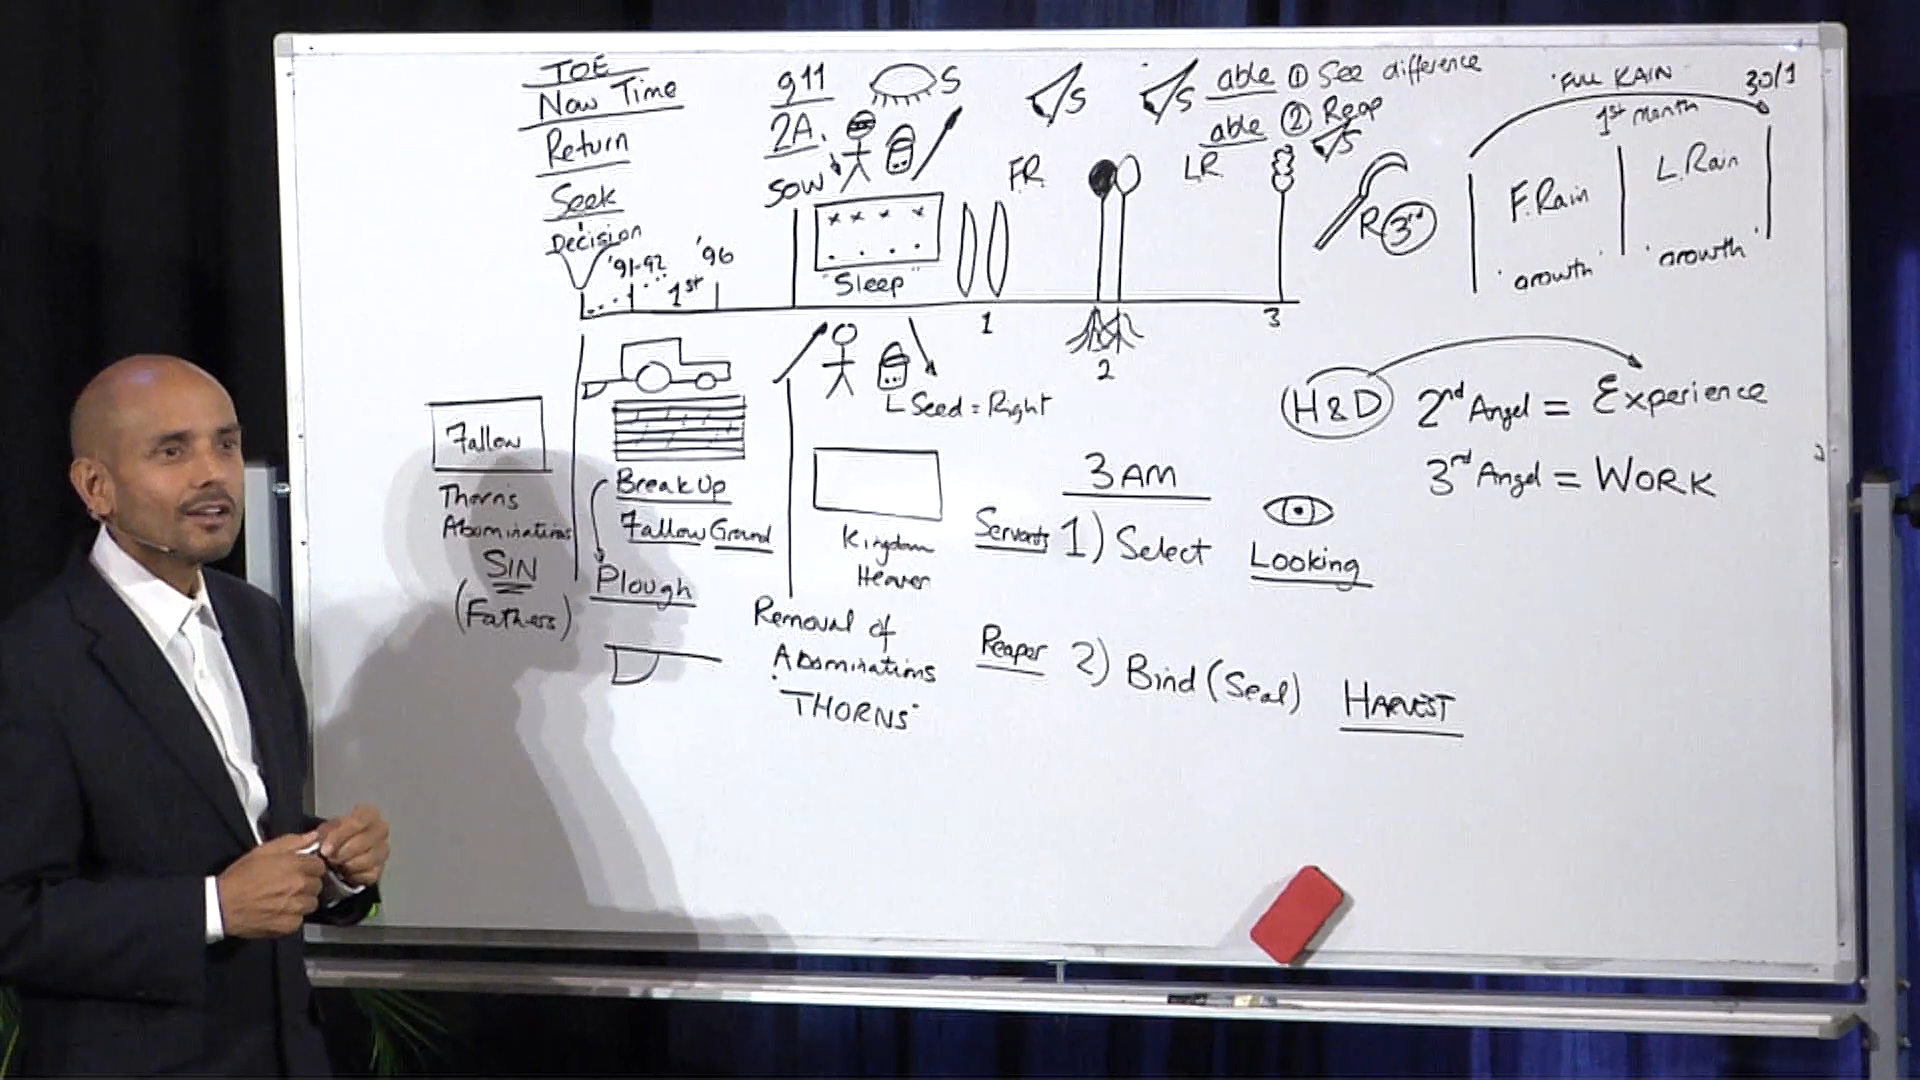 TOE
Now Time
Return
Seek
Decision
'91-92
1st
'96
911
2A.
SOW
S
"Sleep"
F.R.
S
S
L.R.
able ① See difference
able ② Reap
S
R 3rd
1
2
3
"FULL RAIN"
30/1
1st month
F. Rain
L. Rain
"Growth"
"Growth"
Fallow
Thorns
Abominations
SIN
(Fathers)
Break Up
Fallow Ground
Plough
Seed = Right
Kingdom
Heaven
Removal of
Abominations
"THORNS"
3 AM
Servants 1) Select Looking
Reaper 2) Bind (Seal) HARVEST
H&D 2nd Angel = Experience
3rd Angel = WORK